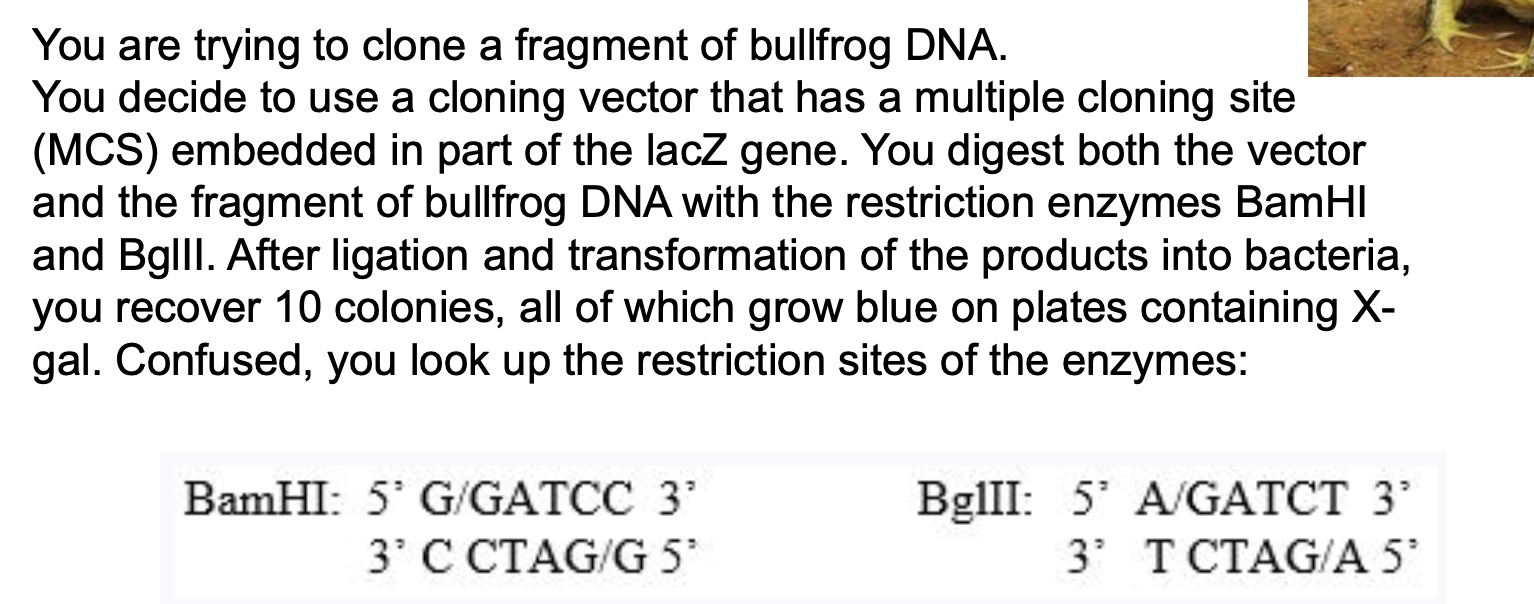 You are trying to clone a fragment of bullfrog DNA.
You decide to use a cloning vector that has a multiple cloning site
(MCS) embedded in part of the lacZ gene. You digest both the vector
and the fragment of bullfrog DNA with the restriction enzymes BamHI
and BglII. After ligation and transformation of the products into bacteria,
you recover 10 colonies, all of which grow blue on plates containing X-
gal. Confused, you look up the restriction sites of the enzymes:
BamHI: 5' G/GATCC 3' BglII: 5' A/GATCT 3'
3' C CTAG/G 5' 3' T CTAG/A 5'